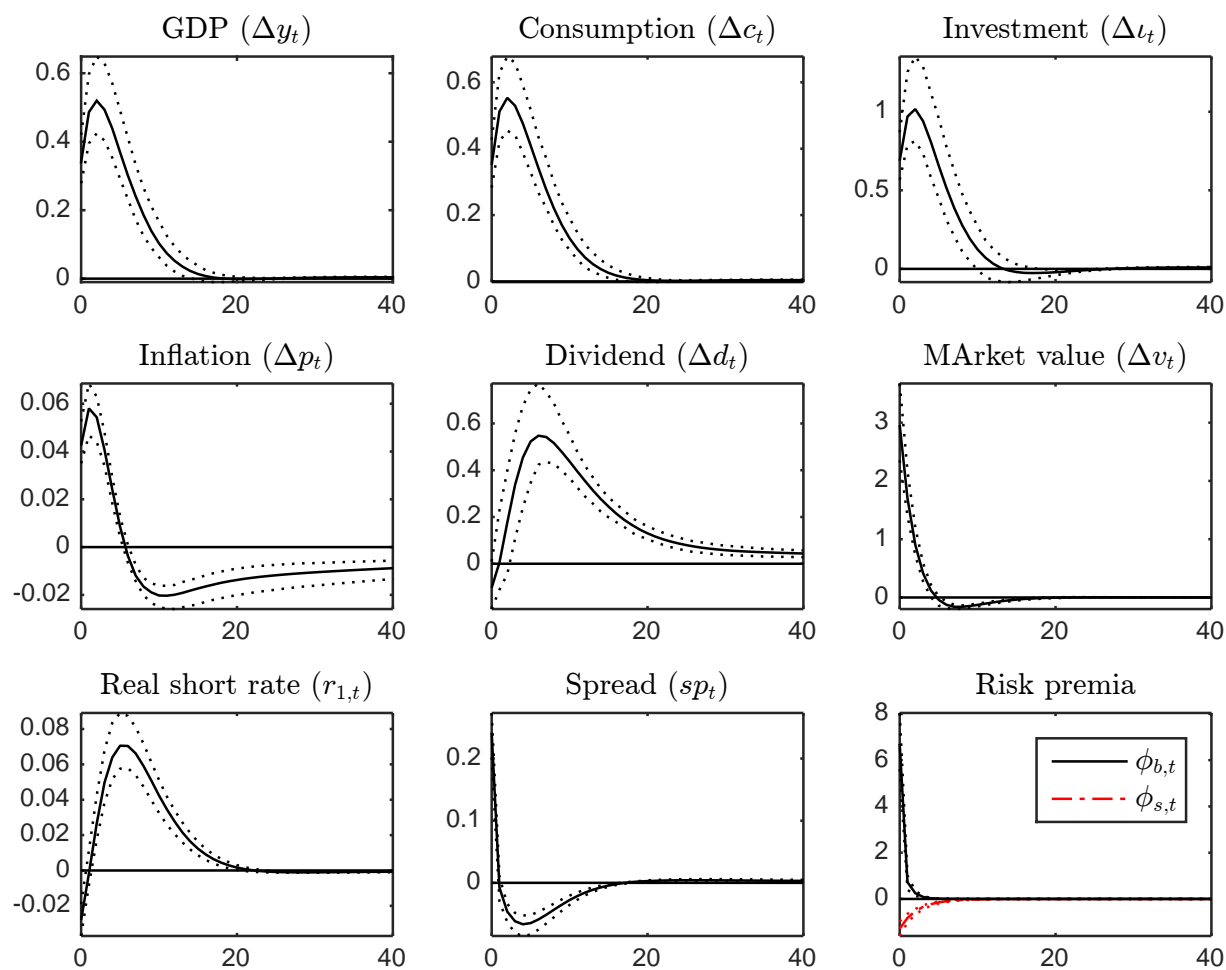 GDP (Δy_t)
Consumption (Δc_t)
Investment (Δι_t)
0.6
0.4
0.2
0
0 20 40
0.6
0.4
0.2
0
0 20 40
1
0.5
0
0 20 40
Inflation (Δp_t)
Dividend (Δd_t)
MArket value (Δv_t)
0.06
0.04
0.02
0
-0.02
0 20 40
0.6
0.4
0.2
0
0 20 40
3
2
1
0
0 20 40
Real short rate (r_{1,t})
Spread (sp_t)
Risk premia
0.08
0.06
0.04
0.02
0
-0.02
0 20 40
0.2
0.1
0
0 20 40
8
6
4
2
0
0 20 40
ϕ_{b,t}
ϕ_{s,t}